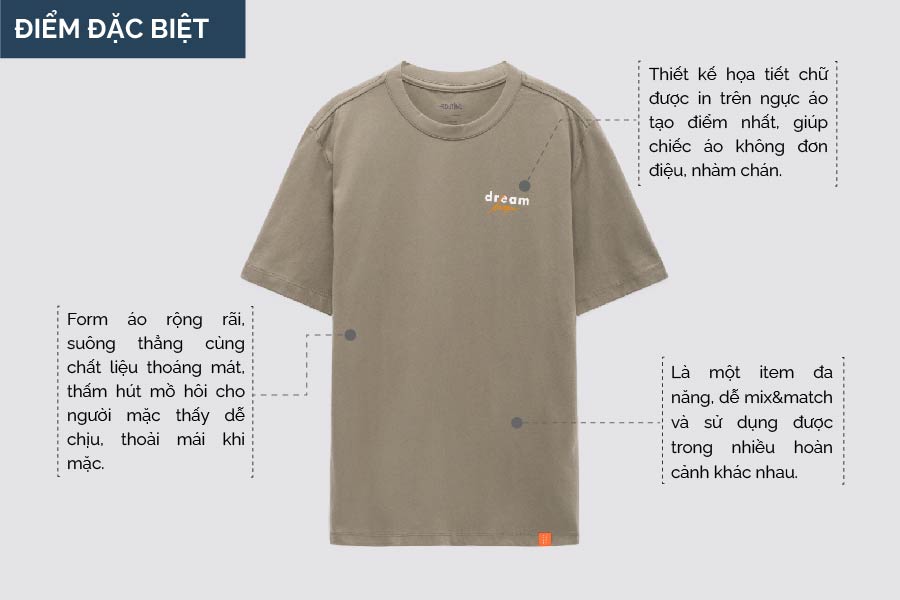 ĐIỂM ĐẶC BIỆT
Thiết kế họa tiết chữ
được in trên ngực áo
tạo điểm nhất, giúp
chiếc áo không đơn
điệu, nhàm chán.
dream
Form áo rộng rãi,
suông thẳng cùng
chất liệu thoáng mát,
thấm hút mồ hôi cho
người mặc thấy dễ
chịu, thoải mái khi
mặc.
Là một item đa
năng, dễ mix&match
và sử dụng được
trong nhiều hoàn
cảnh khác nhau.